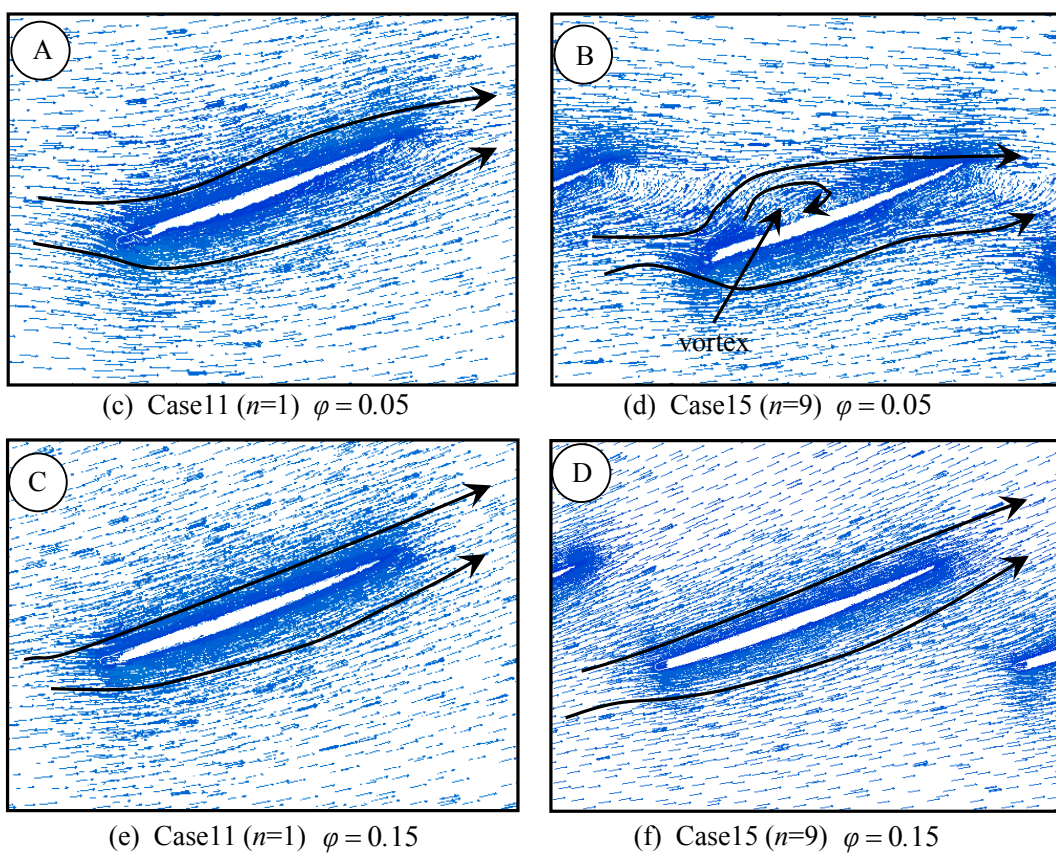 A
B
vortex
(c) Case11 (n=1) φ = 0.05
(d) Case15 (n=9) φ = 0.05
C
D
(e) Case11 (n=1) φ = 0.15
(f) Case15 (n=9) φ = 0.15